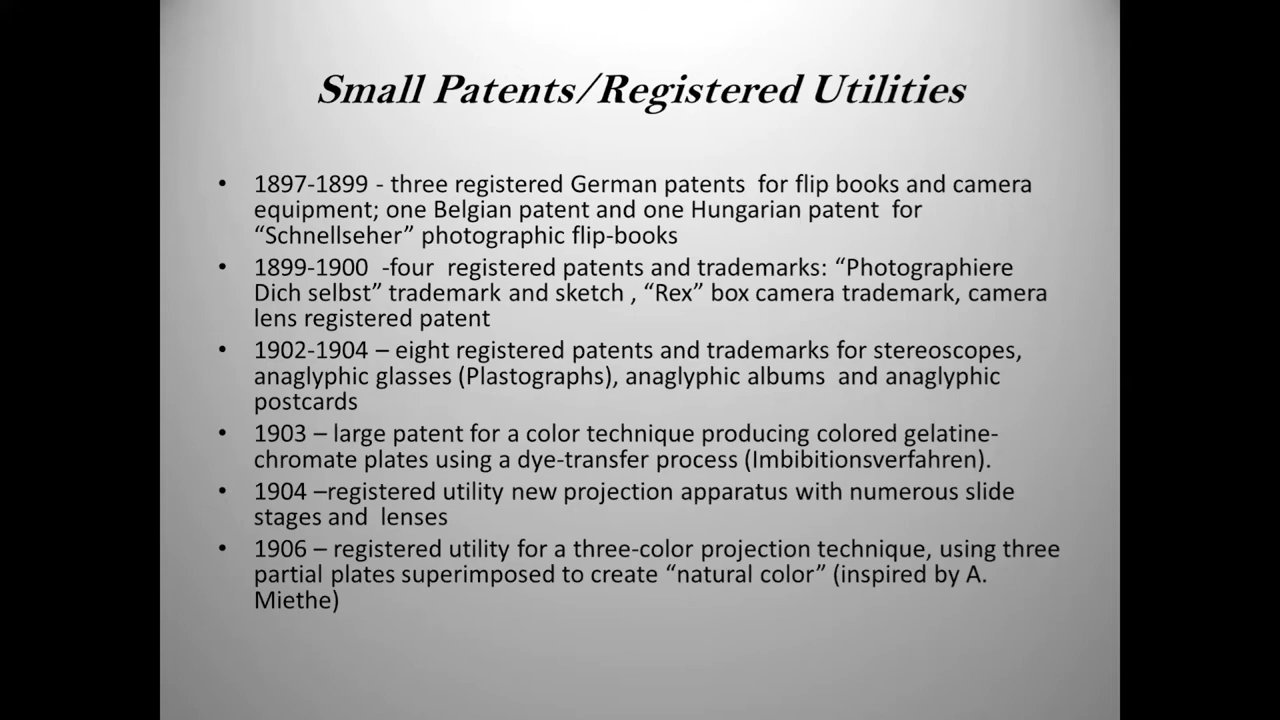 Small Patents/Registered Utilities
• 1897-1899 - three registered German patents for flip books and camera
equipment; one Belgian patent and one Hungarian patent for
“Schnellseher” photographic flip-books
• 1899-1900 -four registered patents and trademarks: “Photographiere
Dich selbst” trademark and sketch , “Rex” box camera trademark, camera
lens registered patent
• 1902-1904 – eight registered patents and trademarks for stereoscopes,
anaglyphic glasses (Plastographs), anaglyphic albums and anaglyphic
postcards
• 1903 – large patent for a color technique producing colored gelatine-
chromate plates using a dye-transfer process (Imbibitionsverfahren).
• 1904 –registered utility new projection apparatus with numerous slide
stages and lenses
• 1906 – registered utility for a three-color projection technique, using three
partial plates superimposed to create “natural color” (inspired by A.
Miethe)